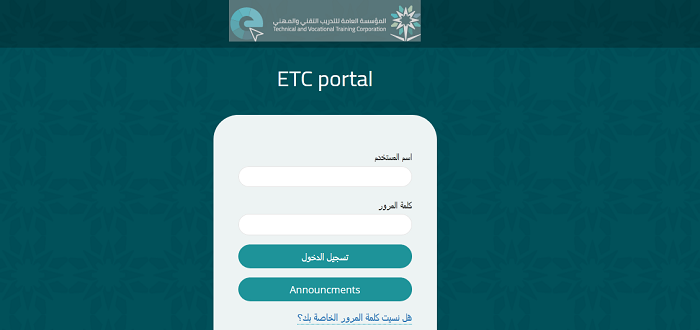 المؤسسة العامة للتدريب التقني والمهني
Technical and Vocational Training Corporation
ETC portal
اسم المستخدم
كلمة المرور
تسجيل الدخول
Announcments
هل نسيت كلمة المرور الخاصة بك؟